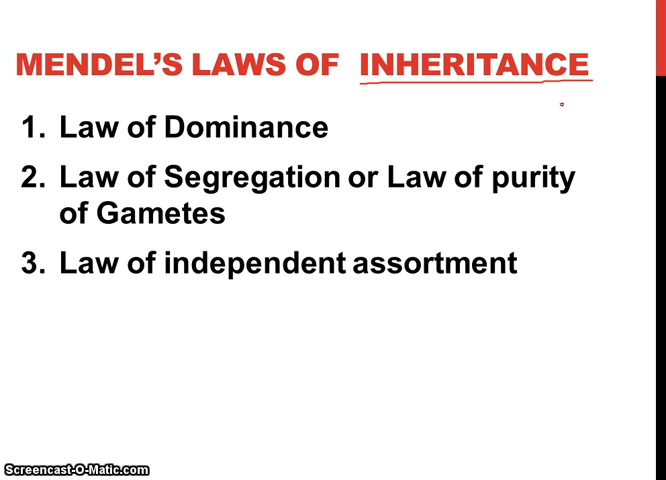 MENDEL'S LAWS OF INHERITANCE
1. Law of Dominance
2. Law of Segregation or Law of purity
of Gametes
3. Law of independent assortment
Screencast-O-Matic.com